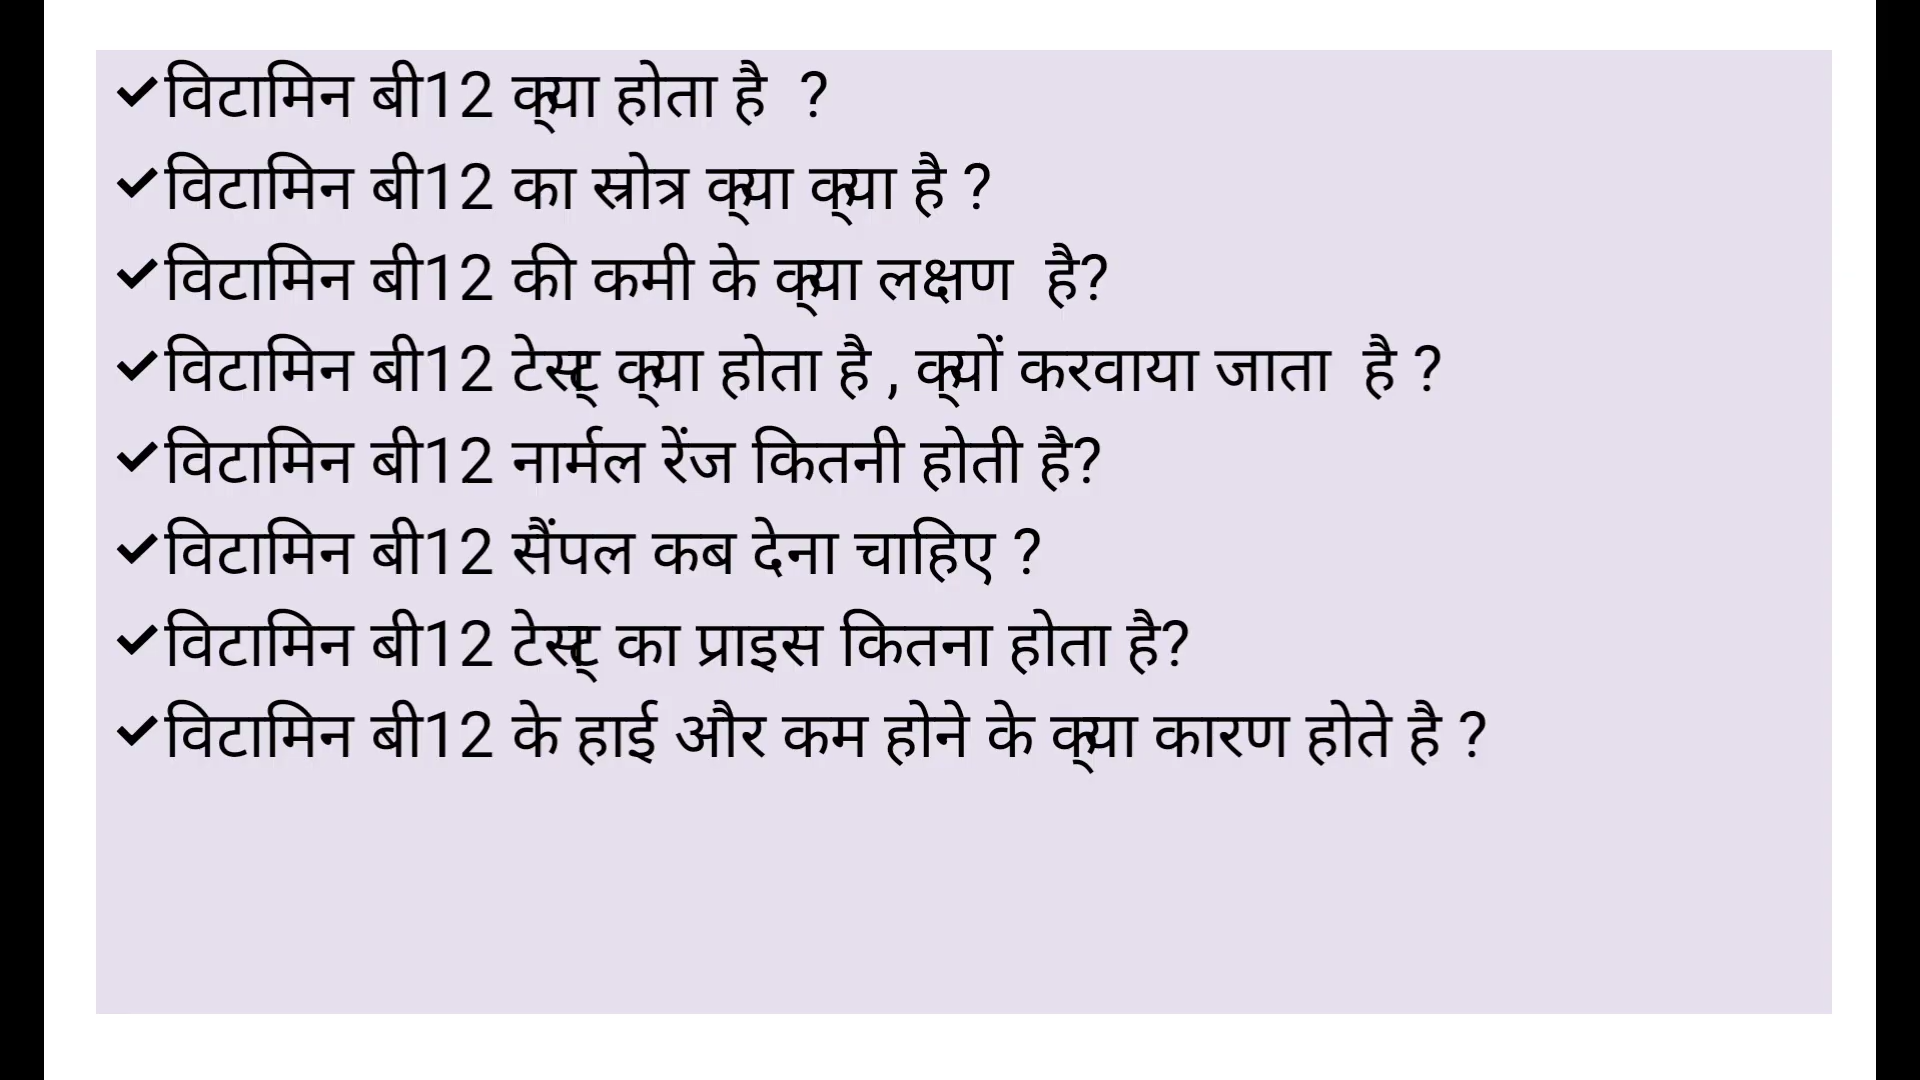 ✓विटामिन बी12 क्या होता है  ?
✓विटामिन बी12 का स्रोत्र क्या क्या है ?
✓विटामिन बी12 की कमी के क्या लक्षण  है?
✓विटामिन बी12 टेस्ट क्या होता है , क्यों करवाया जाता  है ?
✓विटामिन बी12 नार्मल रेंज कितनी होती है?
✓विटामिन बी12 सैंपल कब देना चाहिए ?
✓विटामिन बी12 टेस्ट का प्राइस कितना होता है?
✓विटामिन बी12 के हाई और कम होने के क्या कारण होते है ?